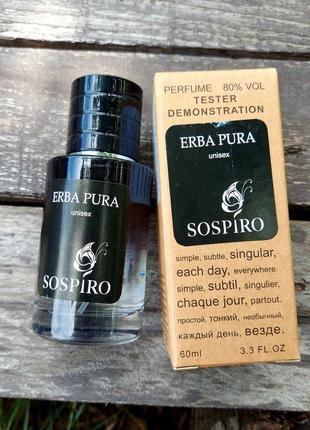 ERBA PURA
unisex
SOSPIRO
PERFUME 80% VOL
TESTER
DEMONSTRATION
ERBA PURA
unisex
SOSPIRO
simple, subtle, singular,
each day, everywhere.
simple, subtil, singulier,
chaque jour, partout.
простой, тонкий, необычный,
каждый день, везде.
60ml 3.3 FL.OZ